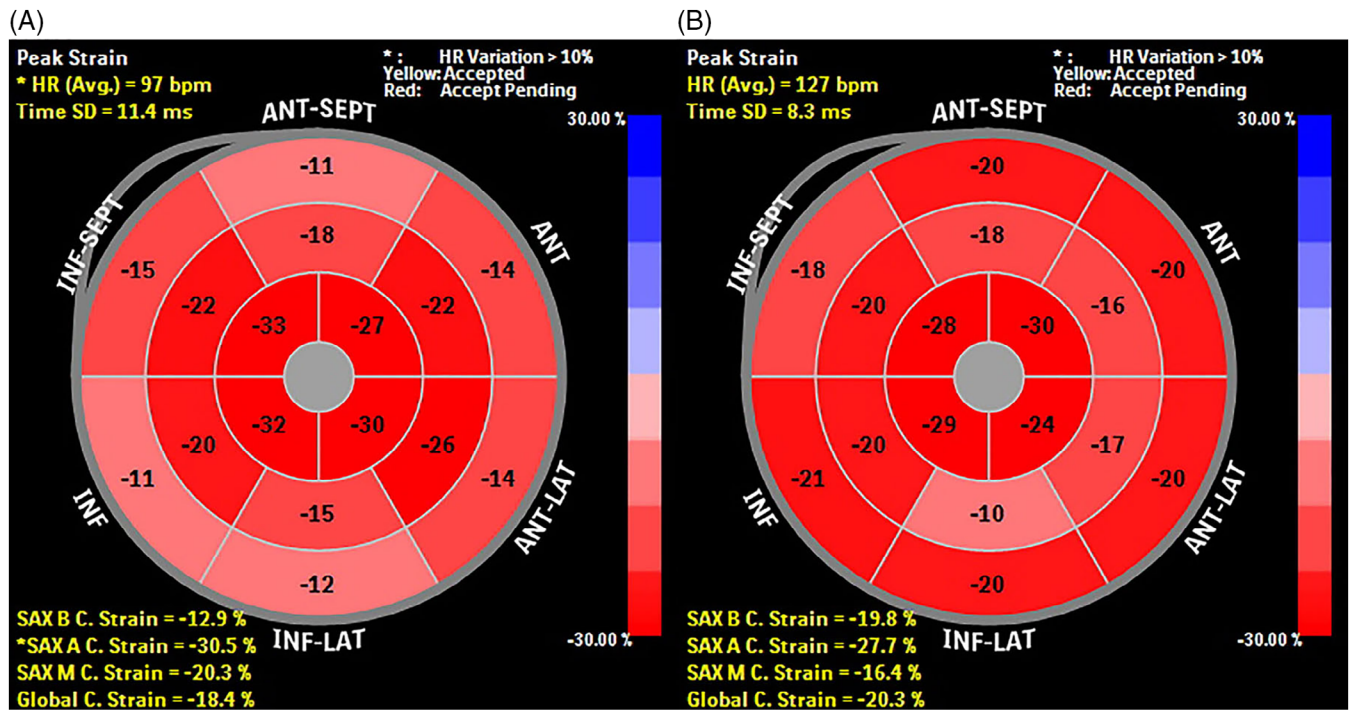 (A)
Peak Strain
* HR (Avg.) = 97 bpm
Time SD = 11.4 ms
* : HR Variation > 10%
Yellow: Accepted
Red: Accept Pending
30.00 %
ANT-SEPT
INF-SEPT
ANT
-11
-18
-15
-14
-22
-22
-33
-27
-32
-30
-20
-26
-11
-14
-15
-12
INF
ANT-LAT
INF-LAT
-30.00 %
SAX B C. Strain = -12.9 %
*SAX A C. Strain = -30.5 %
SAX M C. Strain = -20.3 %
Global C. Strain = -18.4 %
(B)
Peak Strain
HR (Avg.) = 127 bpm
Time SD = 8.3 ms
* : HR Variation > 10%
Yellow: Accepted
Red: Accept Pending
30.00 %
ANT-SEPT
INF-SEPT
ANT
-20
-18
-18
-20
-20
-16
-28
-30
-29
-24
-20
-17
-21
-20
-10
-20
INF
ANT-LAT
INF-LAT
-30.00 %
SAX B C. Strain = -19.8 %
SAX A C. Strain = -27.7 %
SAX M C. Strain = -16.4 %
Global C. Strain = -20.3 %